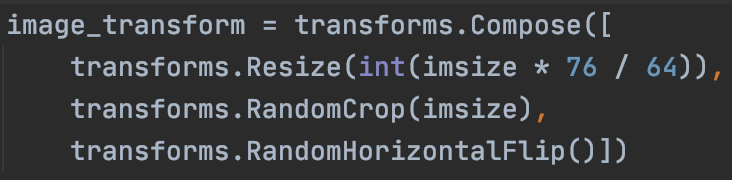 image_transform = transforms.Compose([
    transforms.Resize(int(imsize * 76 / 64)),
    transforms.RandomCrop(imsize),
    transforms.RandomHorizontalFlip()])